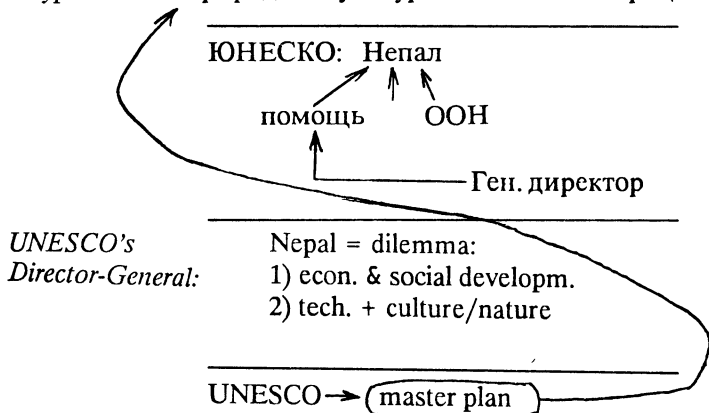 ЮНЕСКО: Непал
помощь ООН
Ген. директор
UNESCO's
Director-General:
Nepal = dilemma:
1) econ. & social developm.
2) tech. + culture/nature
UNESCO → master plan